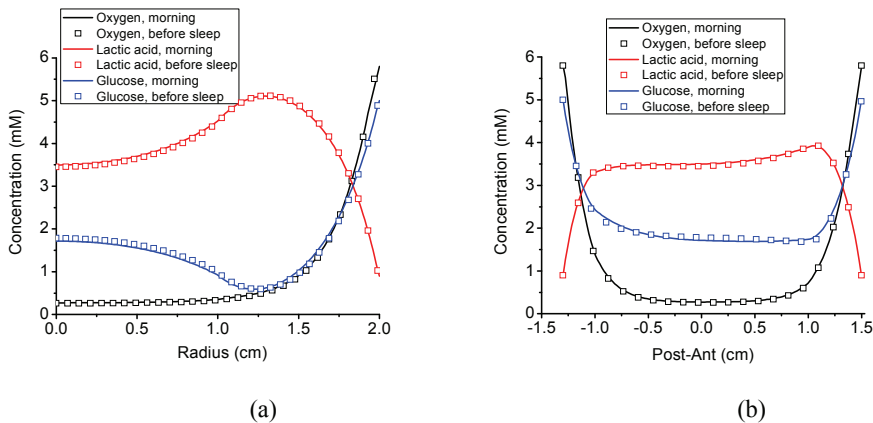 Oxygen, morning
Oxygen, before sleep
Lactic acid, morning
Lactic acid, before sleep
Glucose, morning
Glucose, before sleep
6
5
4
3
2
1
0
Concentration (mM)
0.0 0.5 1.0 1.5 2.0
Radius (cm)
(a)
Oxygen, morning
Oxygen, before sleep
Lactic acid, morning
Lactic acid, before sleep
Glucose, morning
Glucose, before sleep
6
5
4
3
2
1
0
Concentration (mM)
-1.5 -1.0 -0.5 0.0 0.5 1.0 1.5
Post-Ant (cm)
(b)